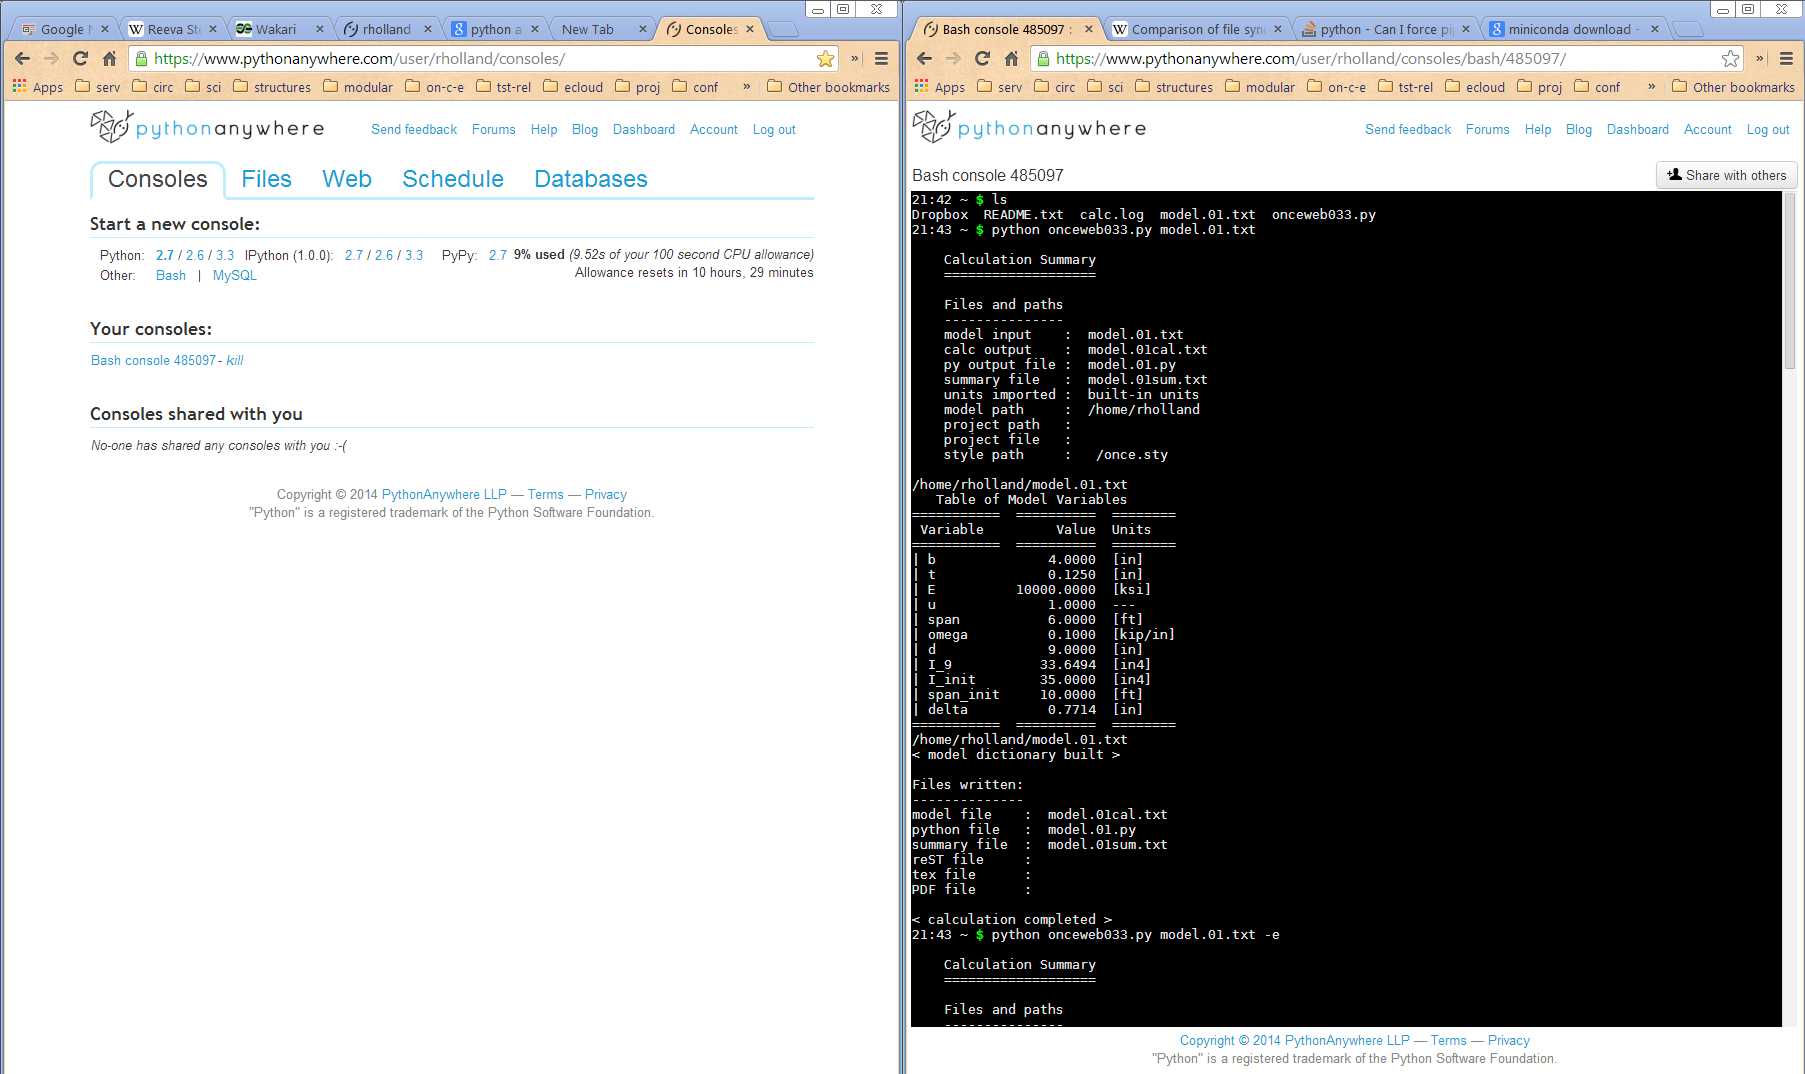 Google
Reeva St
Wakari
rholland
python a
New Tab
Consoles
https://www.pythonanywhere.com/user/rholland/consoles/
Apps serv circ sci structures modular on-c-e tst-rel ecloud proj conf » Other bookmarks
pythonanywhere
Send feedback Forums Help Blog Dashboard Account Log out
Consoles Files Web Schedule Databases
Start a new console:
Python: 2.7 / 2.6 / 3.3 IPython (1.0.0): 2.7 / 2.6 / 3.3 PyPy: 2.7 9% used (9.52s of your 100 second CPU allowance)
Other: Bash | MySQL Allowance resets in 10 hours, 29 minutes
Your consoles:
Bash console 485097 - kill
Consoles shared with you
No-one has shared any consoles with you :-(
Copyright © 2014 PythonAnywhere LLP — Terms — Privacy
"Python" is a registered trademark of the Python Software Foundation.
Bash console 485097 :
Comparison of file syn
python - Can I force pi
miniconda download -
https://www.pythonanywhere.com/user/rholland/consoles/bash/485097/
Apps serv circ sci structures modular on-c-e tst-rel ecloud proj conf » Other bookmarks
pythonanywhere
Send feedback Forums Help Blog Dashboard Account Log out
Bash console 485097
Share with others
21:42 ~ $ ls
Dropbox  README.txt  calc.log  model.01.txt  onceweb033.py
21:43 ~ $ python onceweb033.py model.01.txt
Calculation Summary
===================
Files and paths
---------------
model input    :  model.01.txt
calc output    :  model.01cal.txt
py output file :  model.01.py
summary file   :  model.01sum.txt
units imported :  built-in units
model path     :  /home/rholland
project path   :
project file   :
style path     :   /once.sty
/home/rholland/model.01.txt
Table of Model Variables
===========  ==========  ========
Variable         Value  Units
===========  ==========  ========
| b              4.0000  [in]
| t              0.1250  [in]
| E          10000.0000  [ksi]
| u              1.0000  ---
| span           6.0000  [ft]
| omega          0.1000  [kip/in]
| d              9.0000  [in]
| I_9           33.6494  [in4]
| I_init        35.0000  [in4]
| span_init     10.0000  [ft]
| delta          0.7714  [in]
===========  ==========  ========
/home/rholland/model.01.txt
< model dictionary built >
Files written:
--------------
model file    :  model.01cal.txt
python file   :  model.01.py
summary file  :  model.01sum.txt
reST file     :
tex file      :
PDF file      :
< calculation completed >
21:43 ~ $ python onceweb033.py model.01.txt -e
Calculation Summary
===================
Files and paths
---------------
Copyright © 2014 PythonAnywhere LLP — Terms — Privacy
"Python" is a registered trademark of the Python Software Foundation.